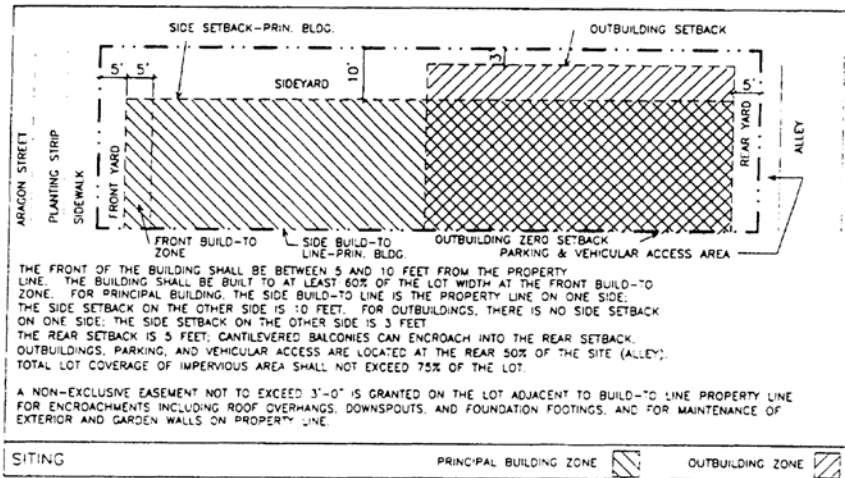 SIDE SETBACK-PRIN. BLDG.
OUTBUILDING SETBACK
5' 5'
10'
3'
SIDEYARD
5'
ARAGON STREET
PLANTING STRIP
SIDEWALK
FRONT YARD
REAR YARD
ALLEY
FRONT BUILD-TO
ZONE
SIDE BUILD-TO
LINE-PRIN. BLDG.
OUTBUILDING ZERO SETBACK
PARKING & VEHICULAR ACCESS AREA
THE FRONT OF THE BUILDING SHALL BE BETWEEN 5 AND 10 FEET FROM THE PROPERTY
LINE. THE BUILDING SHALL BE BUILT TO AT LEAST 60% OF THE LOT WIDTH AT THE FRONT BUILD-TO
ZONE. FOR PRINCIPAL BUILDING, THE SIDE BUILD-TO LINE IS THE PROPERTY LINE ON ONE SIDE;
THE SIDE SETBACK ON THE OTHER SIDE IS 10 FEET. FOR OUTBUILDINGS, THERE IS NO SIDE SETBACK
ON ONE SIDE; THE SIDE SETBACK ON THE OTHER SIDE IS 3 FEET
THE REAR SETBACK IS 5 FEET; CANTILEVERED BALCONIES CAN ENCROACH INTO THE REAR SETBACK.
OUTBUILDINGS, PARKING, AND VEHICULAR ACCESS ARE LOCATED AT THE REAR 50% OF THE SITE (ALLEY).
TOTAL LOT COVERAGE OF IMPERVIOUS AREA SHALL NOT EXCEED 75% OF THE LOT.
A NON-EXCLUSIVE EASEMENT NOT TO EXCEED 3'-0" IS GRANTED ON THE LOT ADJACENT TO BUILD-TO LINE PROPERTY LINE
FOR ENCROACHMENTS INCLUDING ROOF OVERHANGS, DOWNSPOUTS, AND FOUNDATION FOOTINGS, AND FOR MAINTENANCE OF
EXTERIOR AND GARDEN WALLS ON PROPERTY LINE.
SITING
PRINCIPAL BUILDING ZONE
OUTBUILDING ZONE